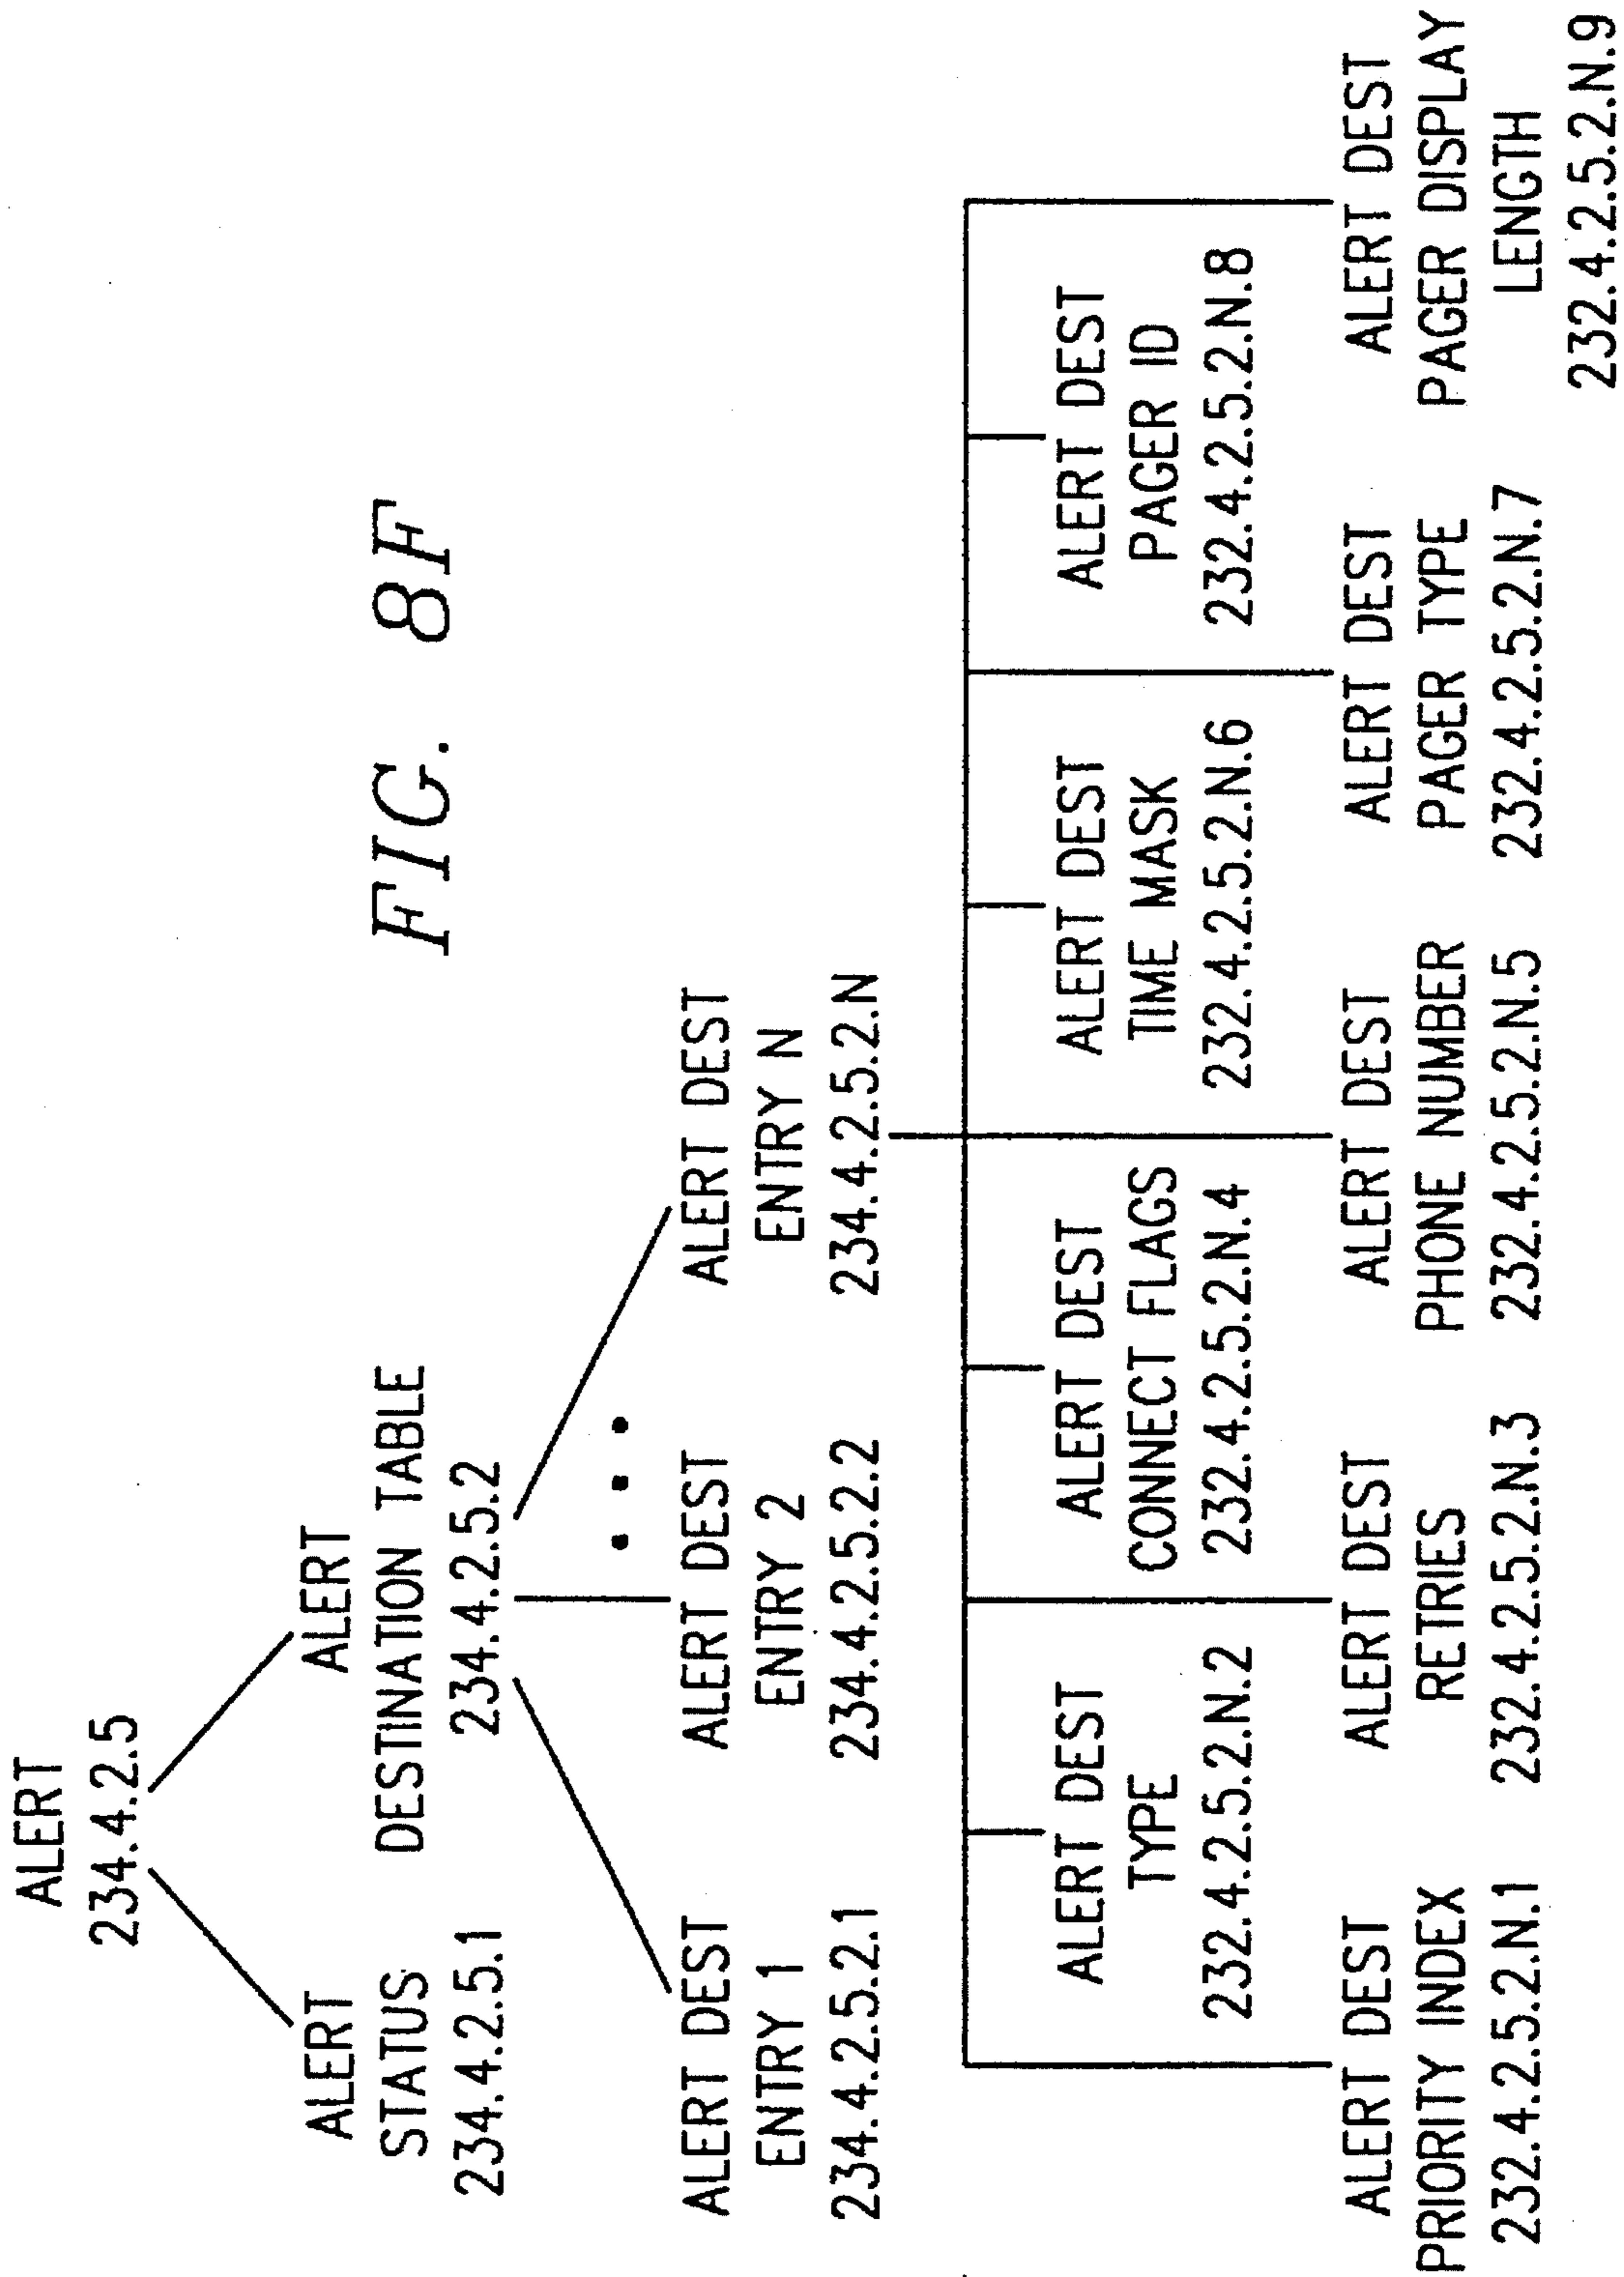 ALERT
234.4.2.5
ALERT
STATUS
234.4.2.5.1
ALERT
DESTINATION TABLE
234.4.2.5.2
FIG. 8F
ALERT DEST
ENTRY 1
234.4.2.5.2.1
ALERT DEST
ENTRY 2
234.4.2.5.2.2
ALERT DEST
ENTRY N
234.4.2.5.2.N
ALERT DEST
TYPE
232.4.2.5.2.N.2
ALERT DEST
CONNECT FLAGS
232.4.2.5.2.N.4
ALERT DEST
TIME MASK
232.4.2.5.2.N.6
ALERT DEST
PAGER ID
232.4.2.5.2.N.8
ALERT DEST
PRIORITY INDEX
232.4.2.5.2.N.1
ALERT DEST
RETRIES
232.4.2.5.2.N.3
ALERT DEST
PHONE NUMBER
232.4.2.5.2.N.5
ALERT DEST
PAGER TYPE
232.4.2.5.2.N.7
ALERT DEST
PAGER DISPLAY
LENGTH
232.4.2.5.2.N.9